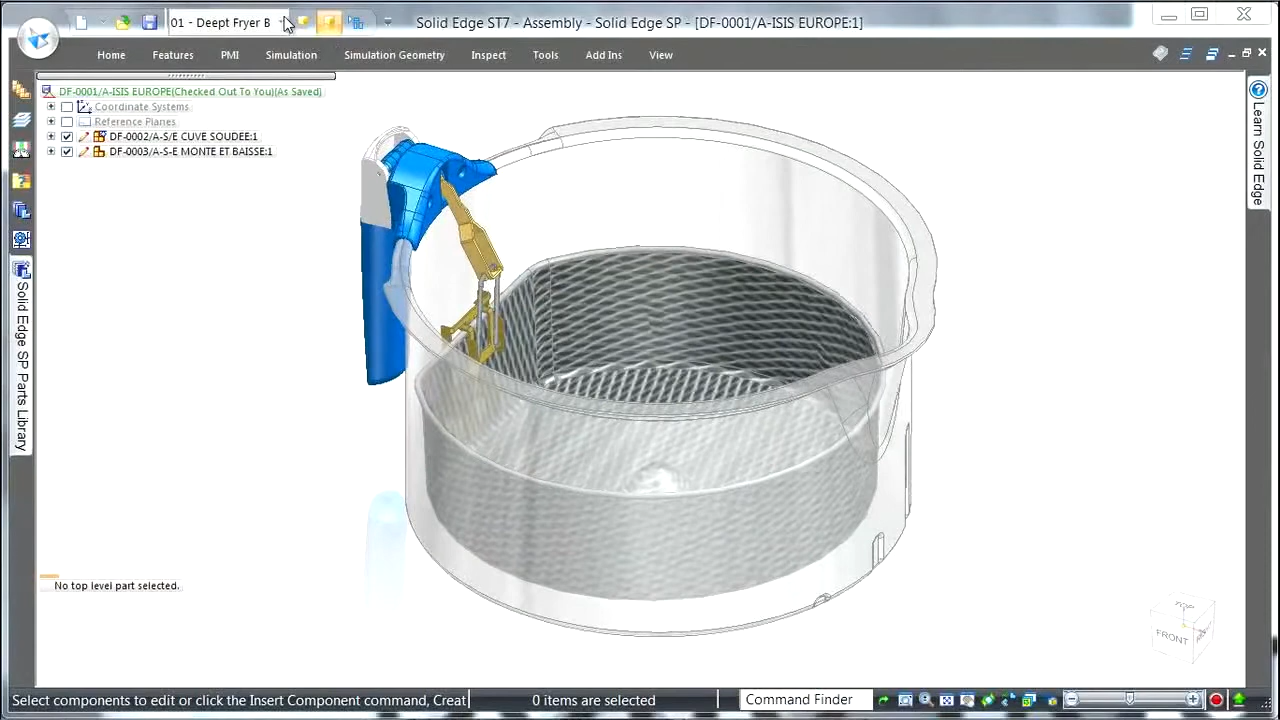 01 - Deept Fryer B
Solid Edge ST7 - Assembly - Solid Edge SP - [DF-0001/A-ISIS EUROPE:1]
Home
Features
PMI
Simulation
Simulation Geometry
Inspect
Tools
Add Ins
View
DF-0001/A-ISIS EUROPE(Checked Out To You)(As Saved)
Coordinate Systems
Reference Planes
DF-0002/A-S/E CUVE SOUDEE:1
DF-0003/A-S-E MONTE ET BAISSE:1
Solid Edge SP Parts Library
Learn Solid Edge
No top level part selected.
TOP
FRONT
Select components to edit or click the Insert Component command, Creat
0 items are selected
Command Finder